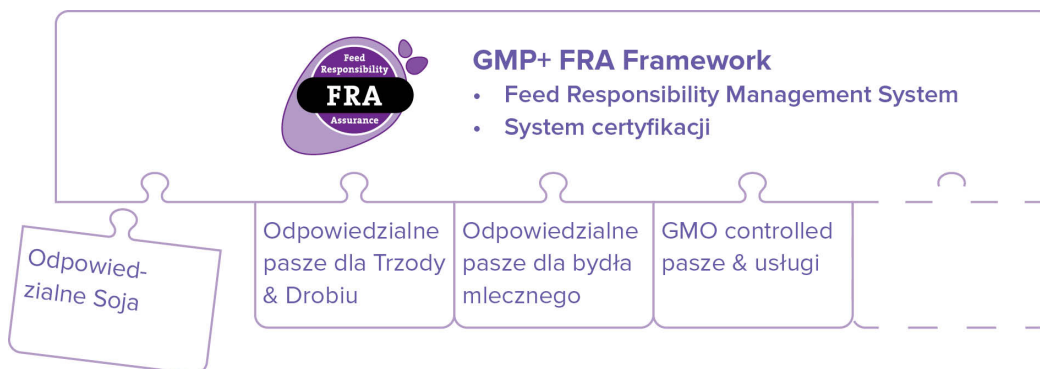 Feed
Responsibility
FRA
Assurance
GMP+ FRA Framework
• Feed Responsibility Management System
• System certyfikacji
Odpowied-
zialne Soja
Odpowiedzialne
pasze dla Trzody
& Drobiu
Odpowiedzialne
pasze dla bydła
mlecznego
GMO controlled
pasze & usługi